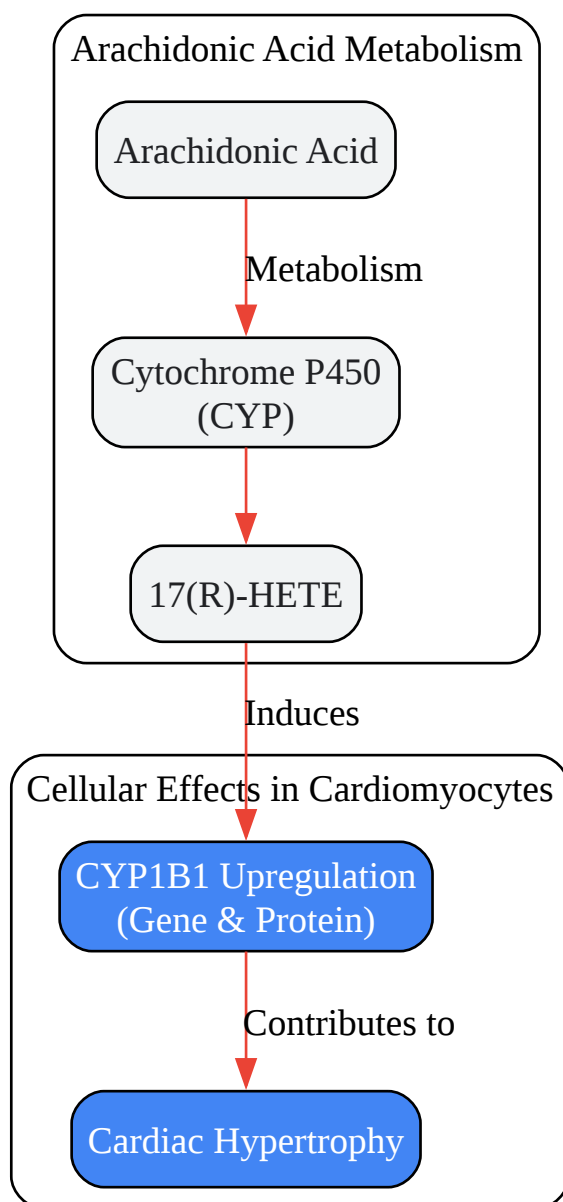 Arachidonic Acid Metabolism
Arachidonic Acid
Metabolism
Cytochrome P450
(CYP)
17(R)-HETE
Induces
Cellular Effects in Cardiomyocytes
CYP1B1 Upregulation
(Gene & Protein)
Contributes to
Cardiac Hypertrophy